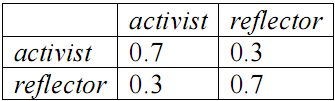 activist reflector
activist 0.7 0.3
reflector 0.3 0.7